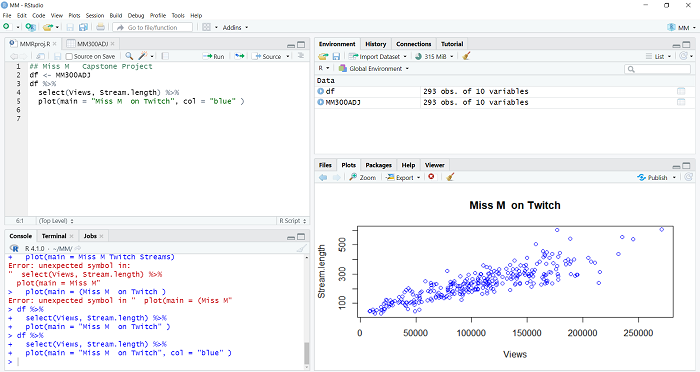 MM - RStudio
File Edit Code View Plots Session Build Debug Profile Tools Help
Go to file/function Addins MM
MMRproj.R MM300ADJ
Source on Save Run Source
1 ## Miss M   Capstone Project
2 df <- MM300ADJ
3 df %>%
4   select(Views, Stream.length) %>%
5   plot(main = "Miss M  on Twitch", col = "blue" )
6
7
6:1 (Top Level) R Script
Console Terminal Jobs
R 4.1.0 · ~/MM/
+   plot(main = Miss M Twitch Streams)
Error: unexpected symbol in:
"  select(Views, Stream.length) %>%
  plot(main = Miss M"
>   plot(main = (Miss M  on Twitch )
Error: unexpected symbol in "  plot(main = (Miss M"
> df %>%
+   select(Views, Stream.length) %>%
+   plot(main = "Miss M  on Twitch" )
> df %>%
+   select(Views, Stream.length) %>%
+   plot(main = "Miss M  on Twitch", col = "blue" )
>
Environment History Connections Tutorial
Import Dataset 315 MiB List
R Global Environment
Data
df 293 obs. of 10 variables
MM300ADJ 293 obs. of 10 variables
Files Plots Packages Help Viewer
Zoom Export Publish
Miss M  on Twitch
Stream.length
500
300
100
0 50000 100000 150000 200000 250000
Views